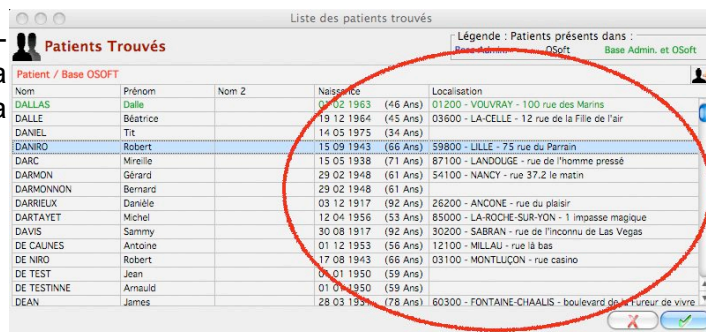 Liste des patients trouvés
Légende : Patients présents dans :
Patients Trouvés
Base Admin. OSoft Base Admin. et OSoft
Patient / Base OSOFT
Nom Prénom Nom 2 Naissance Localisation
DALLAS Dalle 02 1963 (46 Ans) 01200 - VOUVRAY - 100 rue des Marins
DALLE Béatrice 19 12 1964 (45 Ans) 03600 - LA-CELLE - 12 rue de la Fille de l'air
DANIEL Tit 14 05 1975 (34 Ans)
DANIRO Robert 15 09 1943 (66 Ans) 59800 - LILLE - 75 rue du Parrain
DARC Mireille 15 05 1938 (71 Ans) 87100 - LANDOUGE - rue de l'homme pressé
DARMON Gérard 29 02 1948 (61 Ans) 54100 - NANCY - rue 37.2 le matin
DARMONNON Bernard 29 02 1948 (61 Ans)
DARRIEUX Danièle 03 12 1917 (92 Ans) 26200 - ANCONE - rue du plaisir
DARTAYET Michel 12 04 1956 (53 Ans) 85000 - LA-ROCHE-SUR-YON - 1 impasse magique
DAVIS Sammy 30 08 1917 (92 Ans) 30200 - SABRAN - rue de l'inconnu de Las Vegas
DE CAUNES Antoine 01 12 1953 (56 Ans) 12100 - MILLAU - rue là bas
DE NIRO Robert 17 08 1943 (66 Ans) 03100 - MONTLUÇON - rue casino
DE TEST Jean 01 1950 (59 Ans)
DE TESTINNE Arnauld 01 1950 (59 Ans)
DEAN James 28 03 1931 (78 Ans) 60300 - FONTAINE-CHAALIS - boulevard de la Fureur de vivre